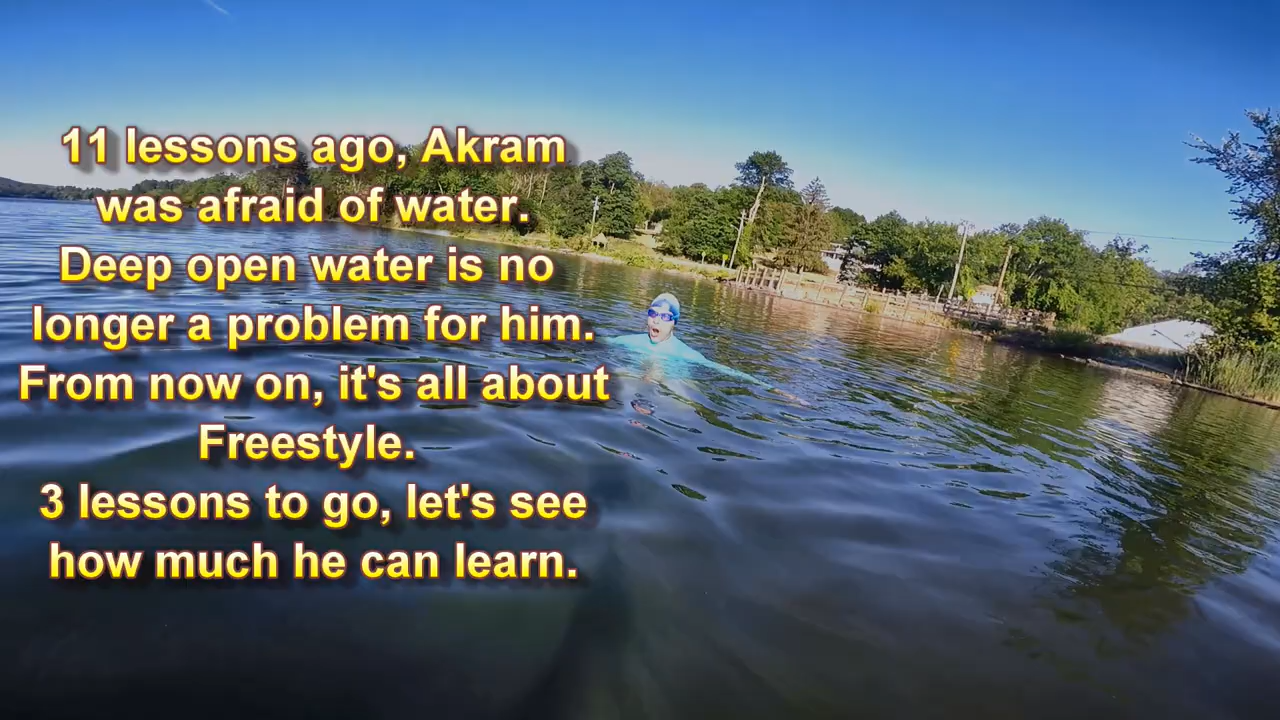 11 lessons ago, Akram
was afraid of water.
Deep open water is no
longer a problem for him.
From now on, it's all about
Freestyle.
3 lessons to go, let's see
how much he can learn.